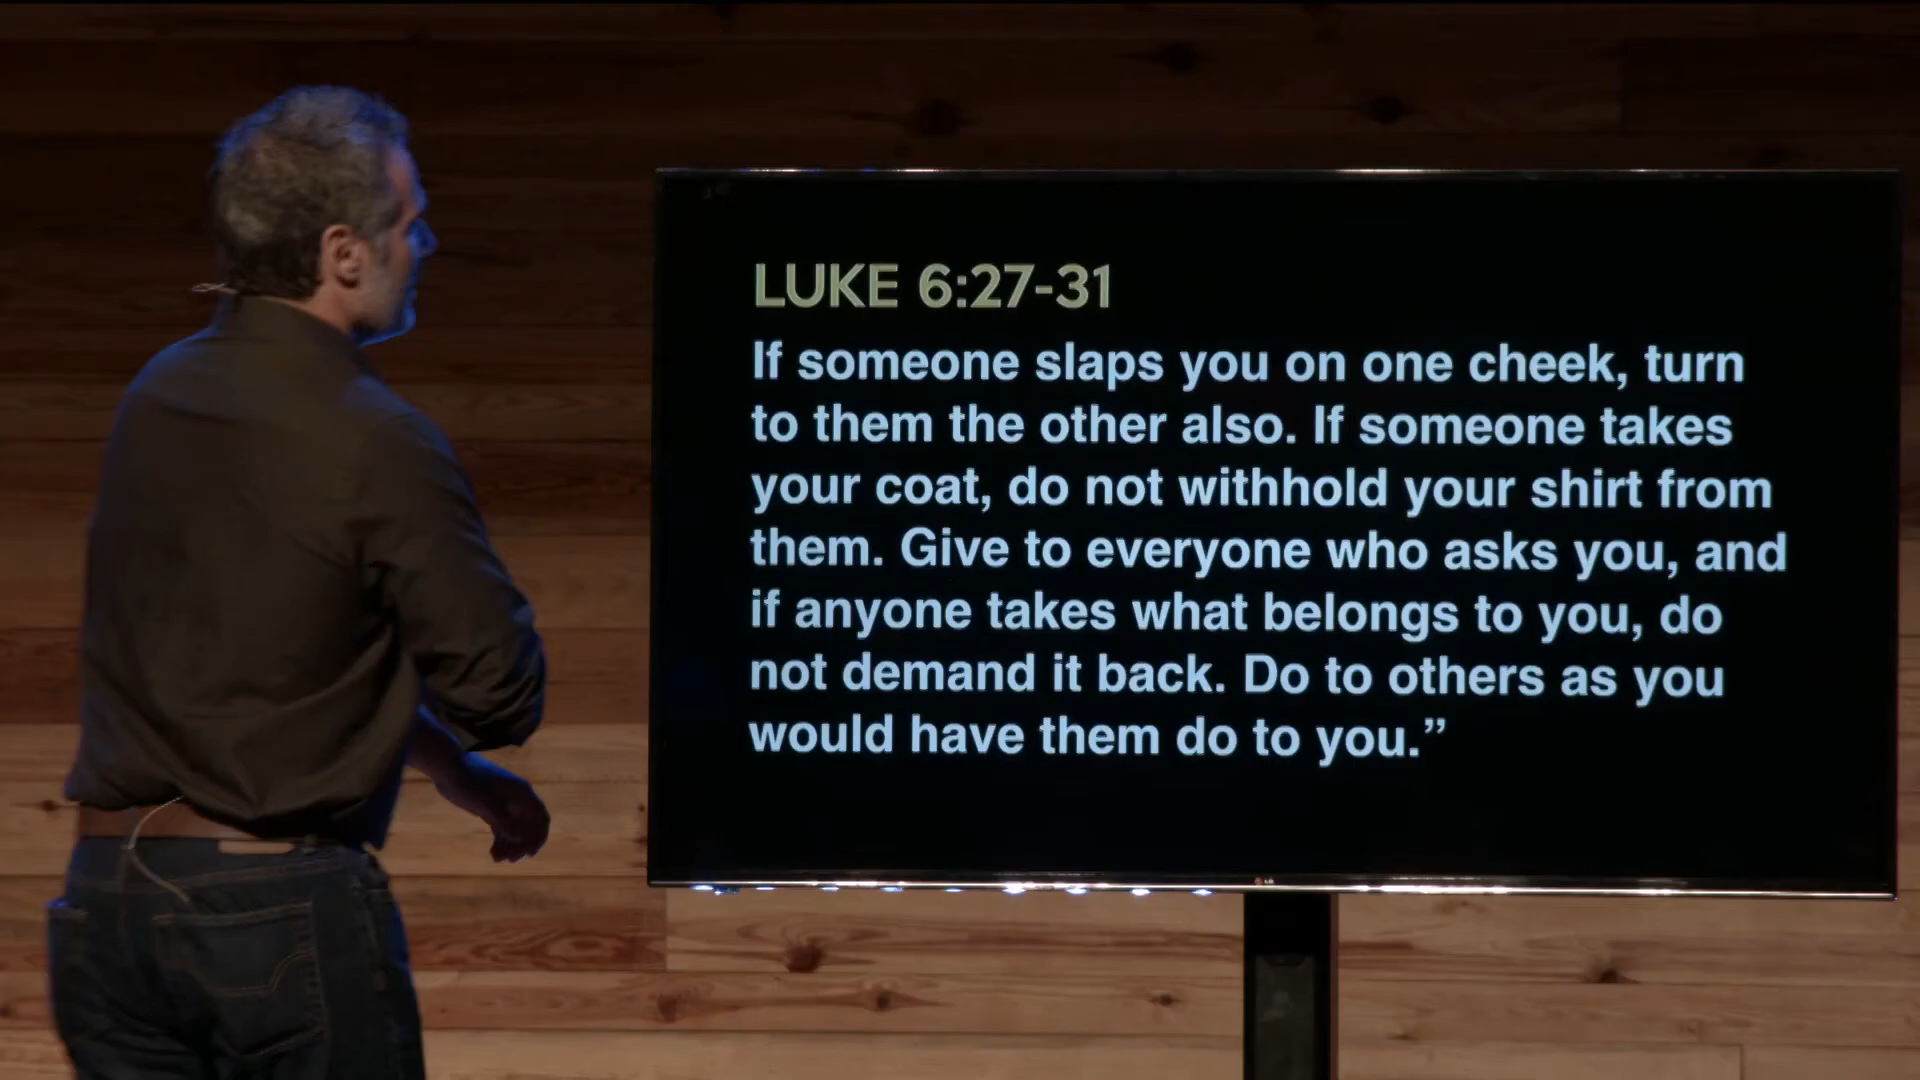 LUKE 6:27-31
If someone slaps you on one cheek, turn
to them the other also. If someone takes
your coat, do not withhold your shirt from
them. Give to everyone who asks you, and
if anyone takes what belongs to you, do
not demand it back. Do to others as you
would have them do to you.”
LG